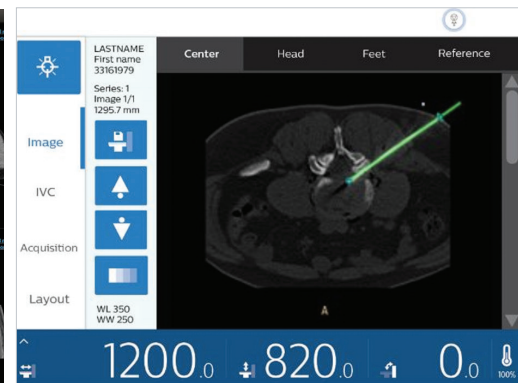 LASTNAME
First name
33161979
Series: 1
Image 1/1
1295.7 mm
Center Head Feet Reference
Image
IVC
Acquisition
Layout
WL 350
WW 250
A
1200.0 820.0 0.0 100%